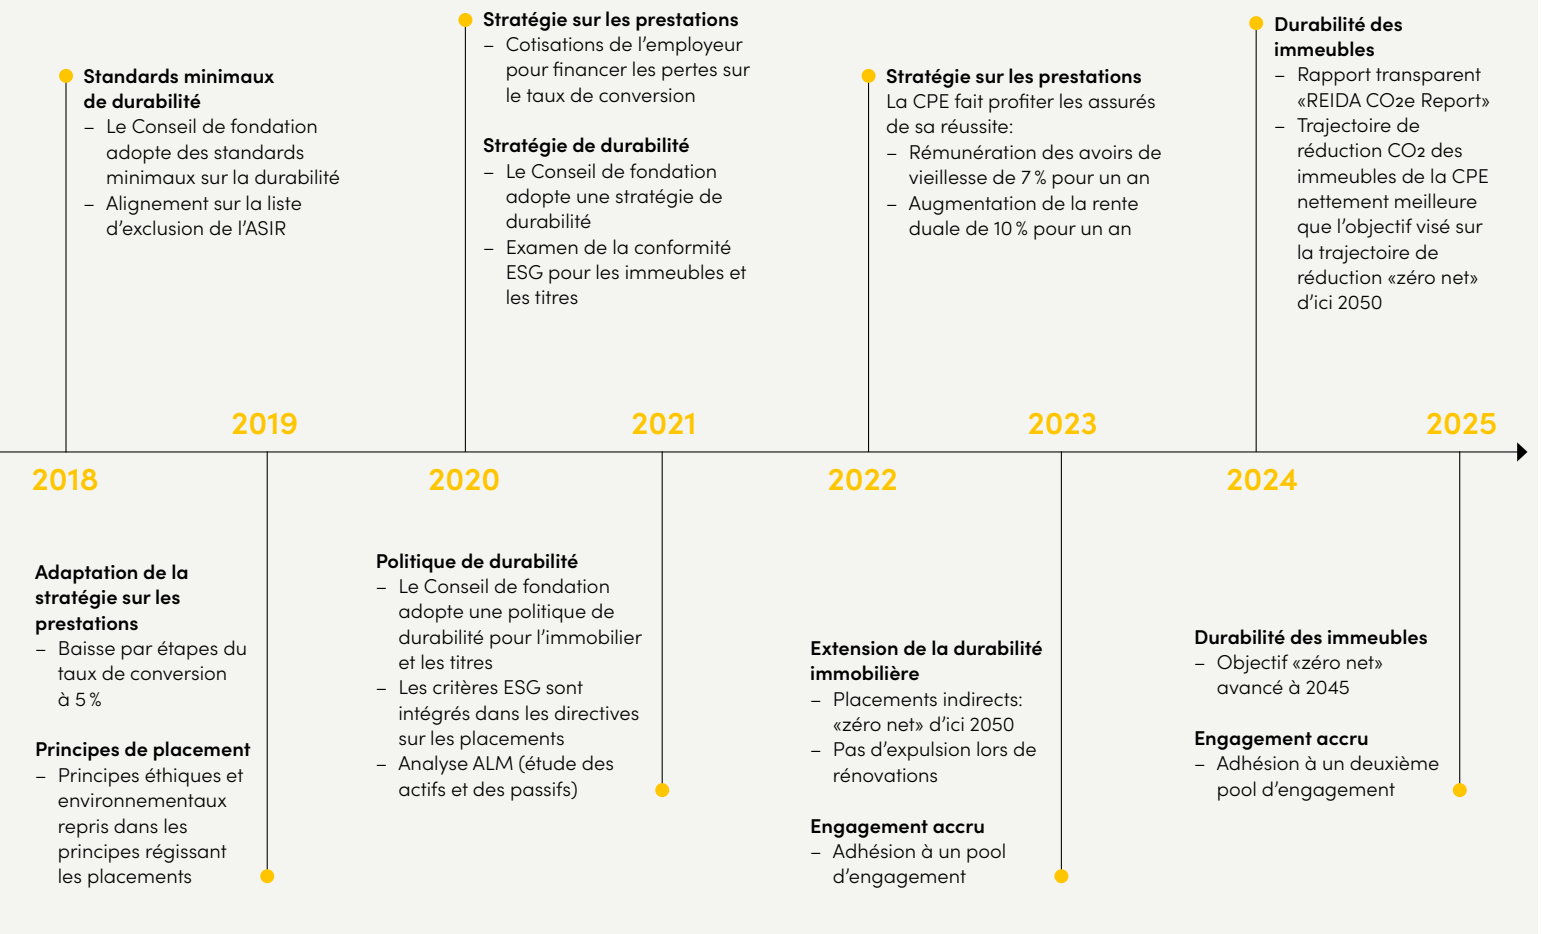 Standards minimaux
de durabilité
– Le Conseil de fondation
adopte des standards
minimaux sur la durabilité
– Alignement sur la liste
d’exclusion de l’ASIR
Stratégie sur les prestations
– Cotisations de l’employeur
pour financer les pertes sur
le taux de conversion
Stratégie de durabilité
– Le Conseil de fondation
adopte une stratégie de
durabilité
– Examen de la conformité
ESG pour les immeubles et
les titres
Stratégie sur les prestations
La CPE fait profiter les assurés
de sa réussite:
– Rémunération des avoirs de
vieillesse de 7 % pour un an
– Augmentation de la rente
duale de 10 % pour un an
Durabilité des
immeubles
– Rapport transparent
«REIDA CO2e Report»
– Trajectoire de
réduction CO2 des
immeubles de la CPE
nettement meilleure
que l’objectif visé sur
la trajectoire de
réduction «zéro net»
d’ici 2050
2019
2021
2023
2025
2018
2020
2022
2024
Adaptation de la
stratégie sur les
prestations
– Baisse par étapes du
taux de conversion
à 5 %
Principes de placement
– Principes éthiques et
environnementaux
repris dans les
principes régissant
les placements
Politique de durabilité
– Le Conseil de fondation
adopte une politique de
durabilité pour l’immobilier
et les titres
– Les critères ESG sont
intégrés dans les directives
sur les placements
– Analyse ALM (étude des
actifs et des passifs)
Extension de la durabilité
immobilière
– Placements indirects:
«zéro net» d’ici 2050
– Pas d’expulsion lors de
rénovations
Engagement accru
– Adhésion à un pool
d’engagement
Durabilité des immeubles
– Objectif «zéro net»
avancé à 2045
Engagement accru
– Adhésion à un deuxième
pool d’engagement